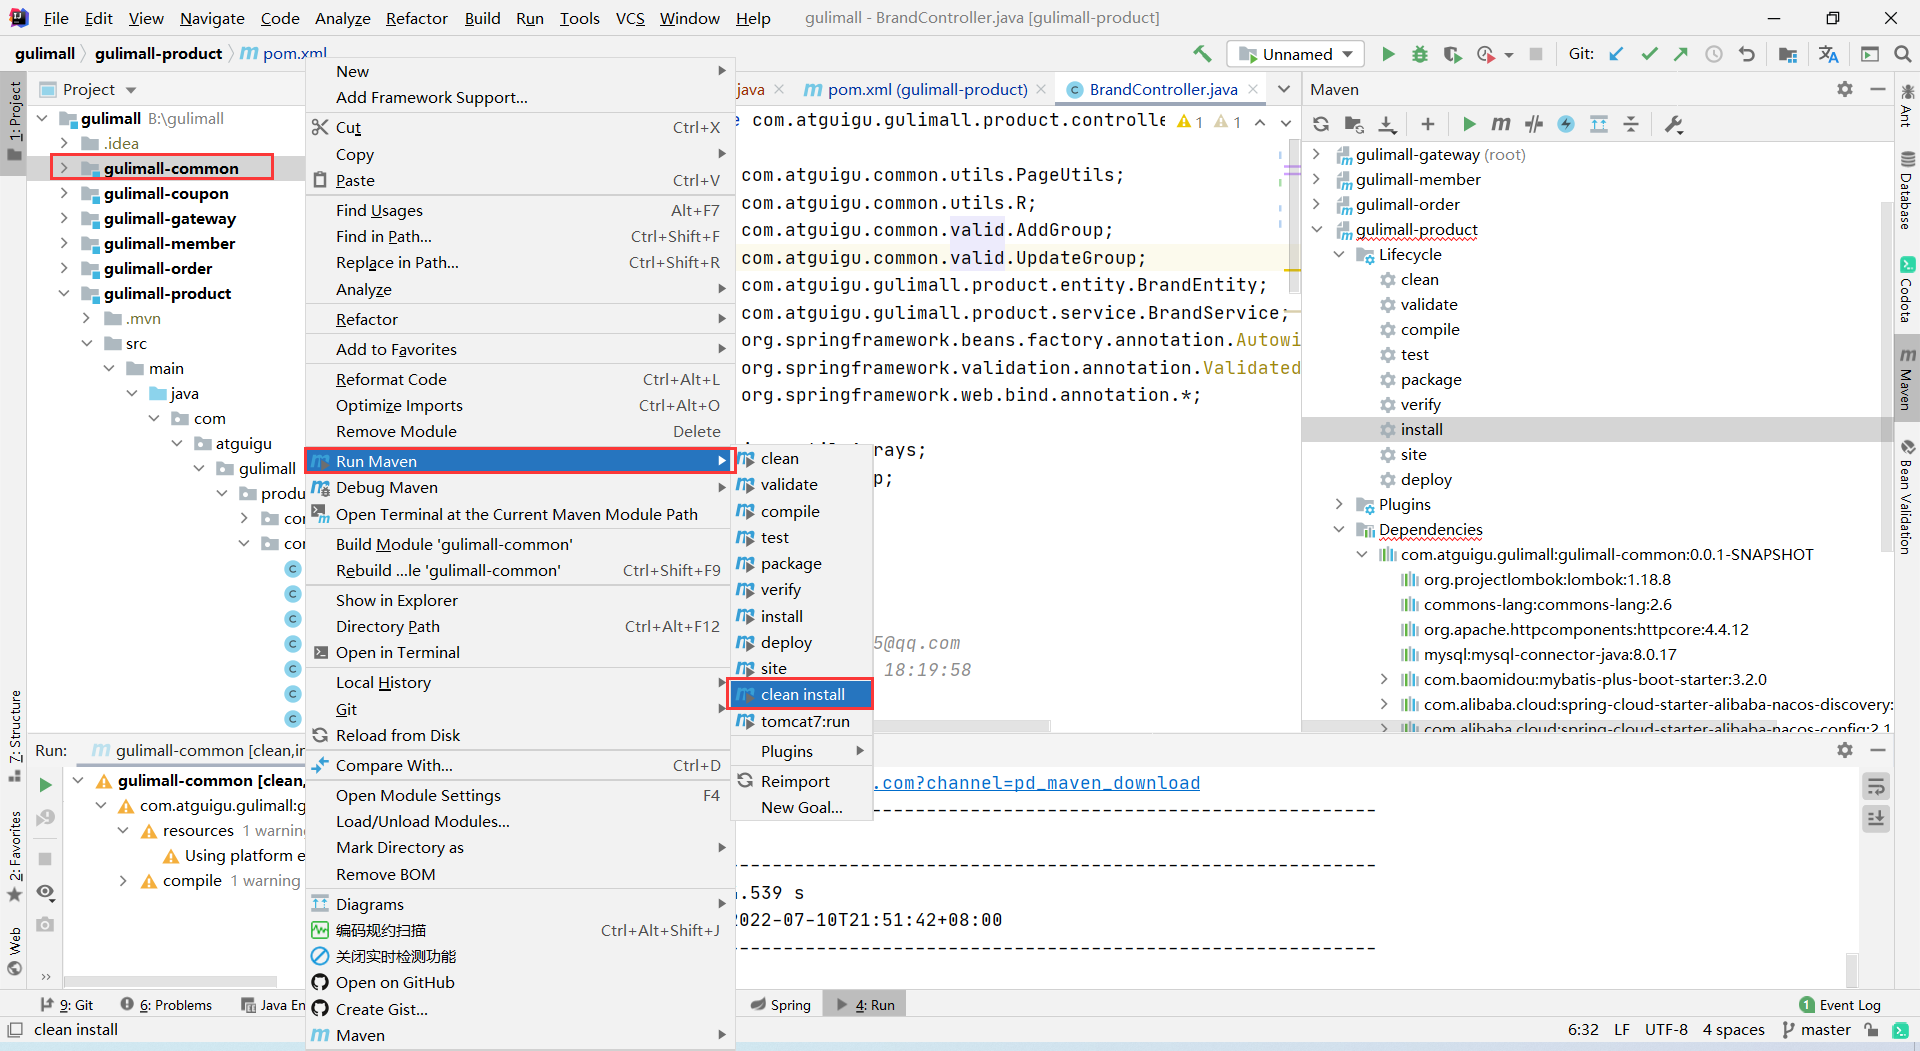 File Edit View Navigate Code Analyze Refactor Build Run Tools VCS Window Help gulimall - BrandController.java [gulimall-product]
gulimall gulimall-product pom.xml
Unnamed
Git:
1: Project
Project
gulimall B:\gulimall
.idea
gulimall-common
gulimall-coupon
gulimall-gateway
gulimall-member
gulimall-order
gulimall-product
.mvn
src
main
java
com
atguigu
gulimall
produ
cor
cor
7: Structure
2: Favorites
Web
New
Add Framework Support...
Cut Ctrl+X
Copy
Paste Ctrl+V
Find Usages Alt+F7
Find in Path... Ctrl+Shift+F
Replace in Path... Ctrl+Shift+R
Analyze
Refactor
Add to Favorites
Reformat Code Ctrl+Alt+L
Optimize Imports Ctrl+Alt+O
Remove Module Delete
Run Maven
Debug Maven
Open Terminal at the Current Maven Module Path
Build Module 'gulimall-common'
Rebuild ...le 'gulimall-common' Ctrl+Shift+F9
Show in Explorer
Directory Path Ctrl+Alt+F12
Open in Terminal
Local History
Git
Reload from Disk
Compare With... Ctrl+D
Open Module Settings F4
Load/Unload Modules...
Mark Directory as
Remove BOM
Diagrams
编码规约扫描 Ctrl+Alt+Shift+J
关闭实时检测功能
Open on GitHub
Create Gist...
Maven
clean
validate
compile
test
package
verify
install
deploy
site
clean install
tomcat7:run
Plugins
Reimport
New Goal...
java pom.xml (gulimall-product) BrandController.java
e com.atguigu.gulimall.product.controlle 1 1
com.atguigu.common.utils.PageUtils;
com.atguigu.common.utils.R;
com.atguigu.common.valid.AddGroup;
com.atguigu.common.valid.UpdateGroup;
com.atguigu.gulimall.product.entity.BrandEntity;
com.atguigu.gulimall.product.service.BrandService;
org.springframework.beans.factory.annotation.Autowi
org.springframework.validation.annotation.Validated
org.springframework.web.bind.annotation.*;
rays;
p;
5@qq.com
18:19:58
Maven
gulimall-gateway (root)
gulimall-member
gulimall-order
gulimall-product
Lifecycle
clean
validate
compile
test
package
verify
install
site
deploy
Plugins
Dependencies
com.atguigu.gulimall:gulimall-common:0.0.1-SNAPSHOT
org.projectlombok:lombok:1.18.8
commons-lang:commons-lang:2.6
org.apache.httpcomponents:httpcore:4.4.12
mysql:mysql-connector-java:8.0.17
com.baomidou:mybatis-plus-boot-starter:3.2.0
com.alibaba.cloud:spring-cloud-starter-alibaba-nacos-discovery:
com.alibaba.cloud:spring-cloud-starter-alibaba-nacos-config:2.1
Ant
Database
Codota
Maven
Bean Validation
Run: gulimall-common [clean,in
gulimall-common [clean,
com.atguigu.gulimall:g
resources 1 warning
Using platform e
compile 1 warning
.com?channel=pd_maven_download
------------------------------------------------------------
------------------------------------------------------------
.539 s
2022-07-10T21:51:42+08:00
------------------------------------------------------------
9: Git 6: Problems Java En Spring 4: Run 1 Event Log
clean install 6:32 LF UTF-8 4 spaces master